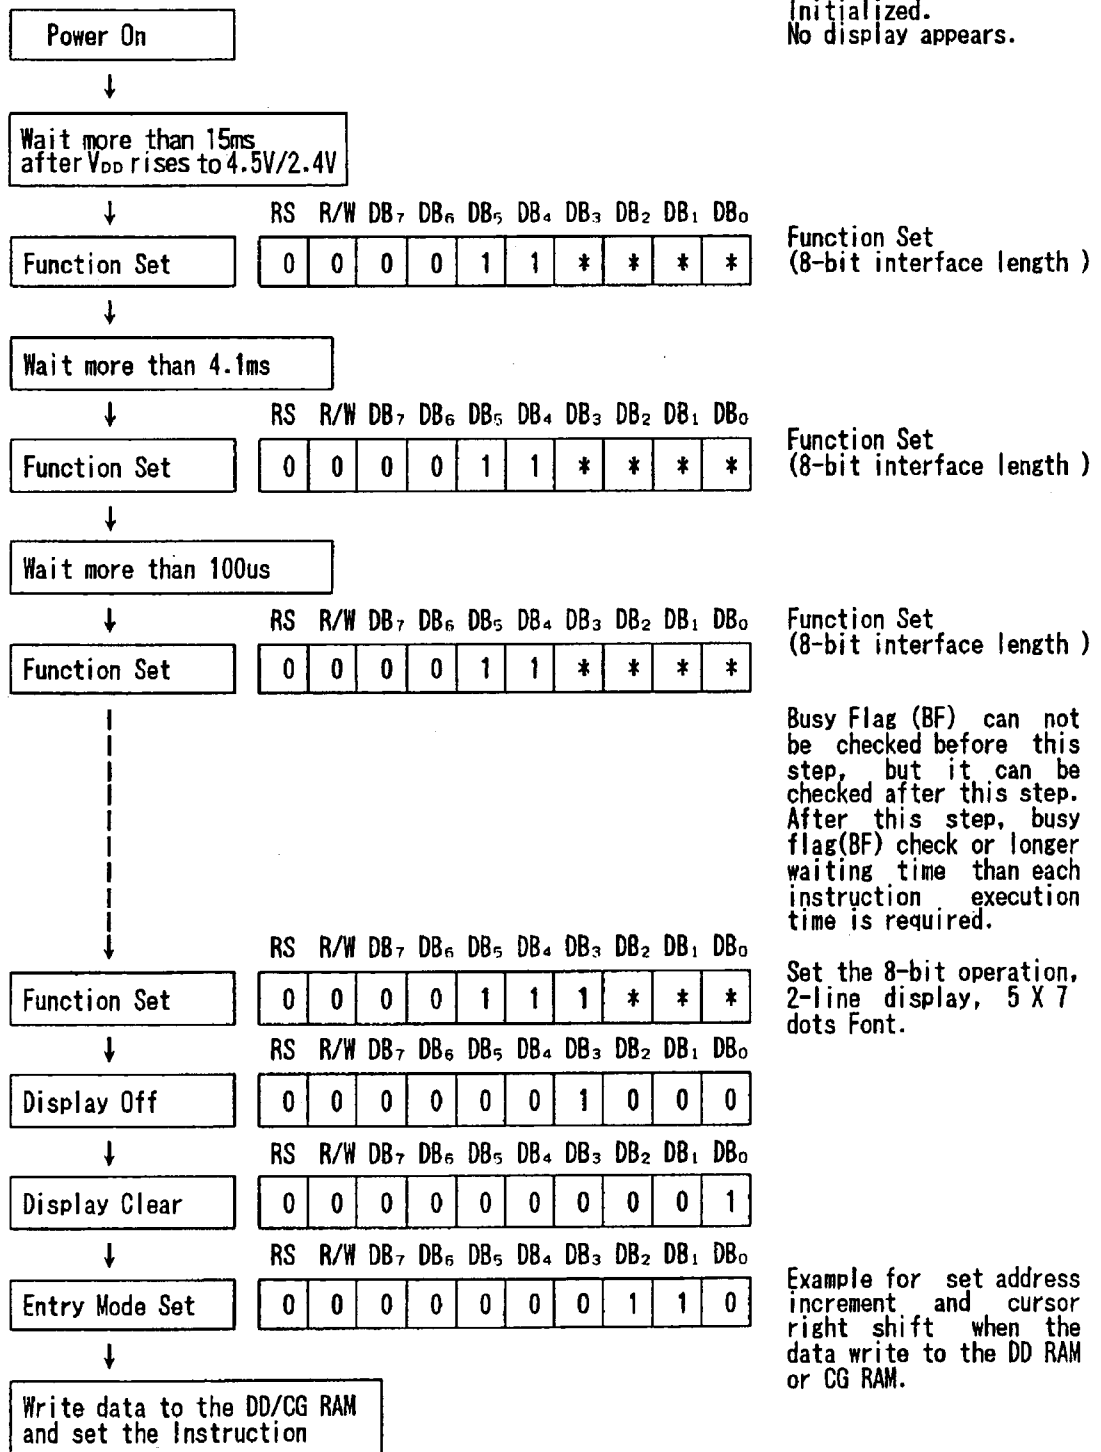 Initialized.
Power On
No display appears.
Wait more than 15ms
after VDD rises to 4.5V/2.4V
RS R/W DB7 DB6 DB5 DB4 DB3 DB2 DB1 DB0
Function Set 0 0 0 0 1 1 * * * *
Function Set
(8-bit interface length )
Wait more than 4.1ms
RS R/W DB7 DB6 DB5 DB4 DB3 DB2 DB1 DB0
Function Set 0 0 0 0 1 1 * * * *
Function Set
(8-bit interface length )
Wait more than 100us
RS R/W DB7 DB6 DB5 DB4 DB3 DB2 DB1 DB0
Function Set 0 0 0 0 1 1 * * * *
Function Set
(8-bit interface length )
Busy Flag (BF) can not
be checked before this
step, but it can be
checked after this step.
After this step, busy
flag(BF) check or longer
waiting time than each
instruction execution
time is required.
RS R/W DB7 DB6 DB5 DB4 DB3 DB2 DB1 DB0
Function Set 0 0 0 0 1 1 1 * * *
Set the 8-bit operation,
2-line display, 5 X 7
dots Font.
RS R/W DB7 DB6 DB5 DB4 DB3 DB2 DB1 DB0
Display Off 0 0 0 0 0 0 1 0 0 0
RS R/W DB7 DB6 DB5 DB4 DB3 DB2 DB1 DB0
Display Clear 0 0 0 0 0 0 0 0 0 1
RS R/W DB7 DB6 DB5 DB4 DB3 DB2 DB1 DB0
Entry Mode Set 0 0 0 0 0 0 0 1 1 0
Example for set address
increment and cursor
right shift when the
data write to the DD RAM
or CG RAM.
Write data to the DD/CG RAM
and set the Instruction